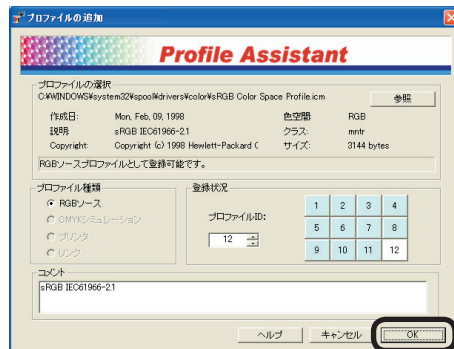 プロファイルの追加
Profile Assistant
プロファイルの選択
C:¥WINDOWS¥system32¥spool¥drivers¥color¥sRGB Color Space Profile.icm
参照
作成日: Mon, Feb, 09, 1998 色空間: RGB
説明: sRGB IEC61966-2.1 クラス: mntr
Copyright: Copyright (c) 1998 Hewlett-Packard C サイズ: 3144 bytes
RGBソースプロファイルとして登録可能です。
プロファイル種類
RGBソース
CMYKシミュレーション
プリンタ
リンク
登録状況
プロファイルID:
12
1 2 3 4
5 6 7 8
9 10 11 12
コメント
sRGB IEC61966-2.1
ヘルプ キャンセル OK